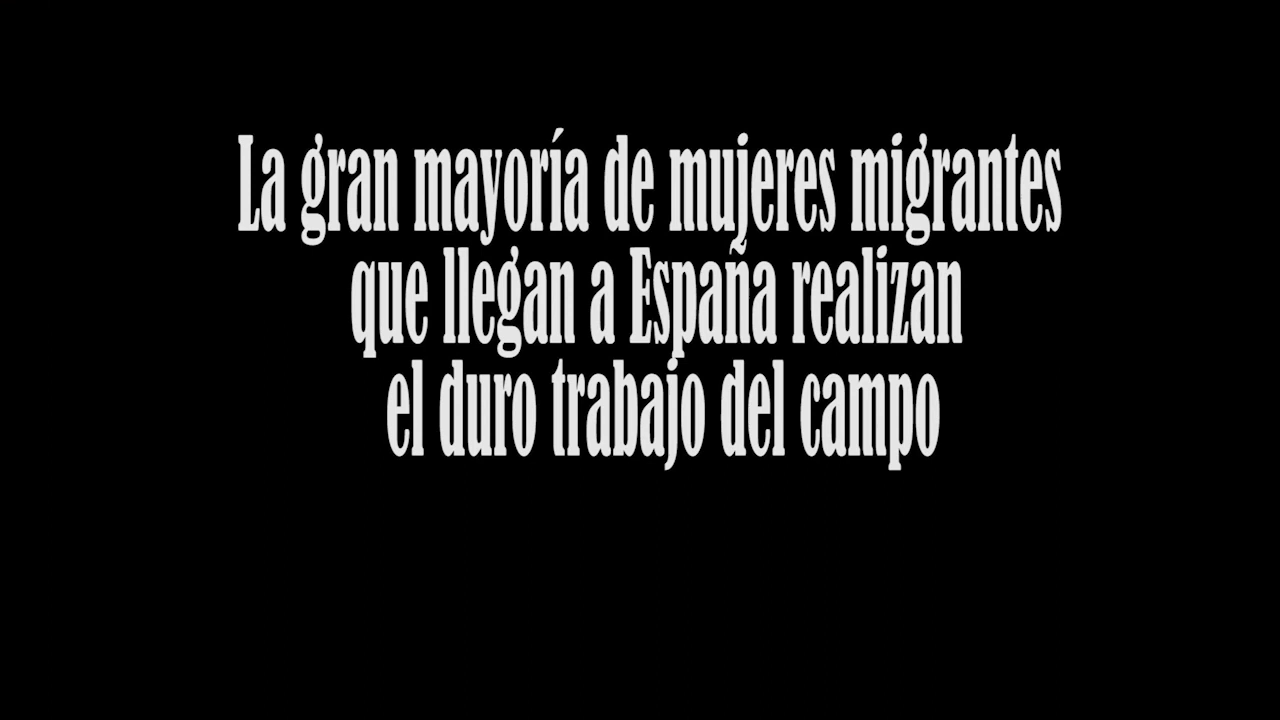 La gran mayoría de mujeres migrantes
que llegan a España realizan
el duro trabajo del campo